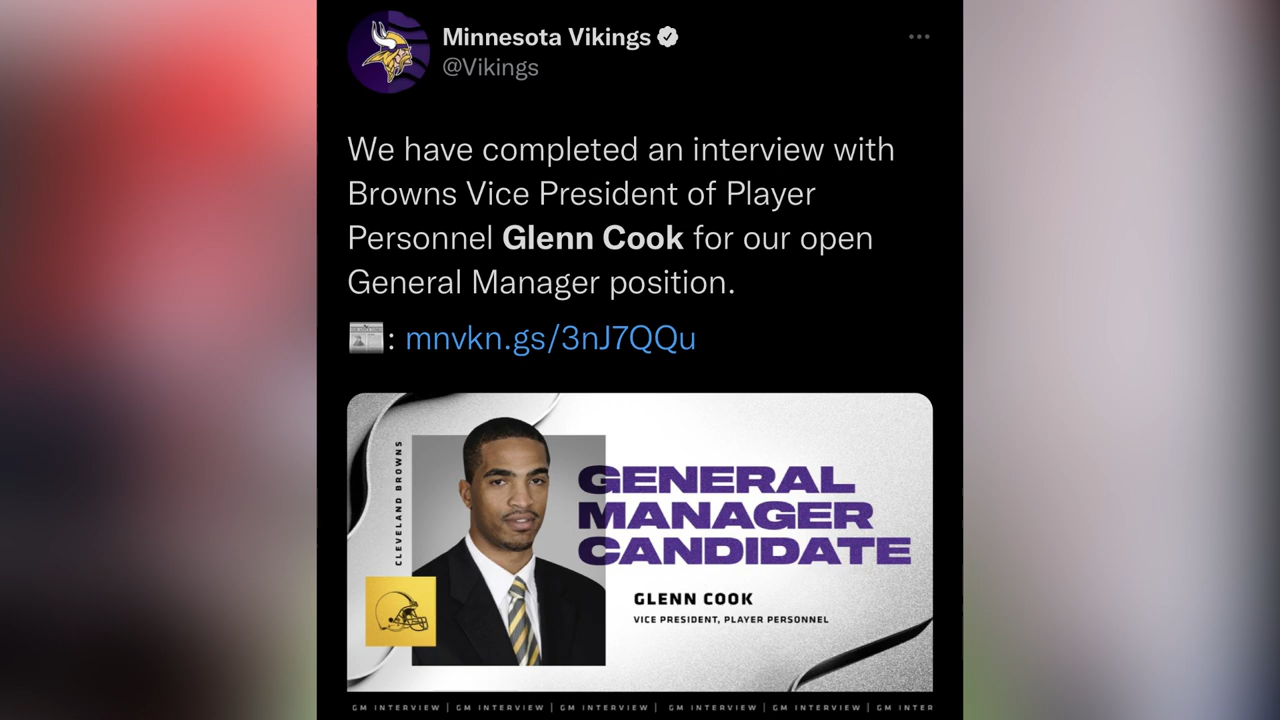 Minnesota Vikings
@Vikings
We have completed an interview with
Browns Vice President of Player
Personnel Glenn Cook for our open
General Manager position.
: mnvkn.gs/3nJ7QQu
CLEVELAND BROWNS
GENERAL
MANAGER
CANDIDATE
GLENN COOK
VICE PRESIDENT, PLAYER PERSONNEL
GM INTERVIEW | GM INTERVIEW | GM INTERVIEW | GM INTERVIEW | GM INTERVIEW | GM INTER